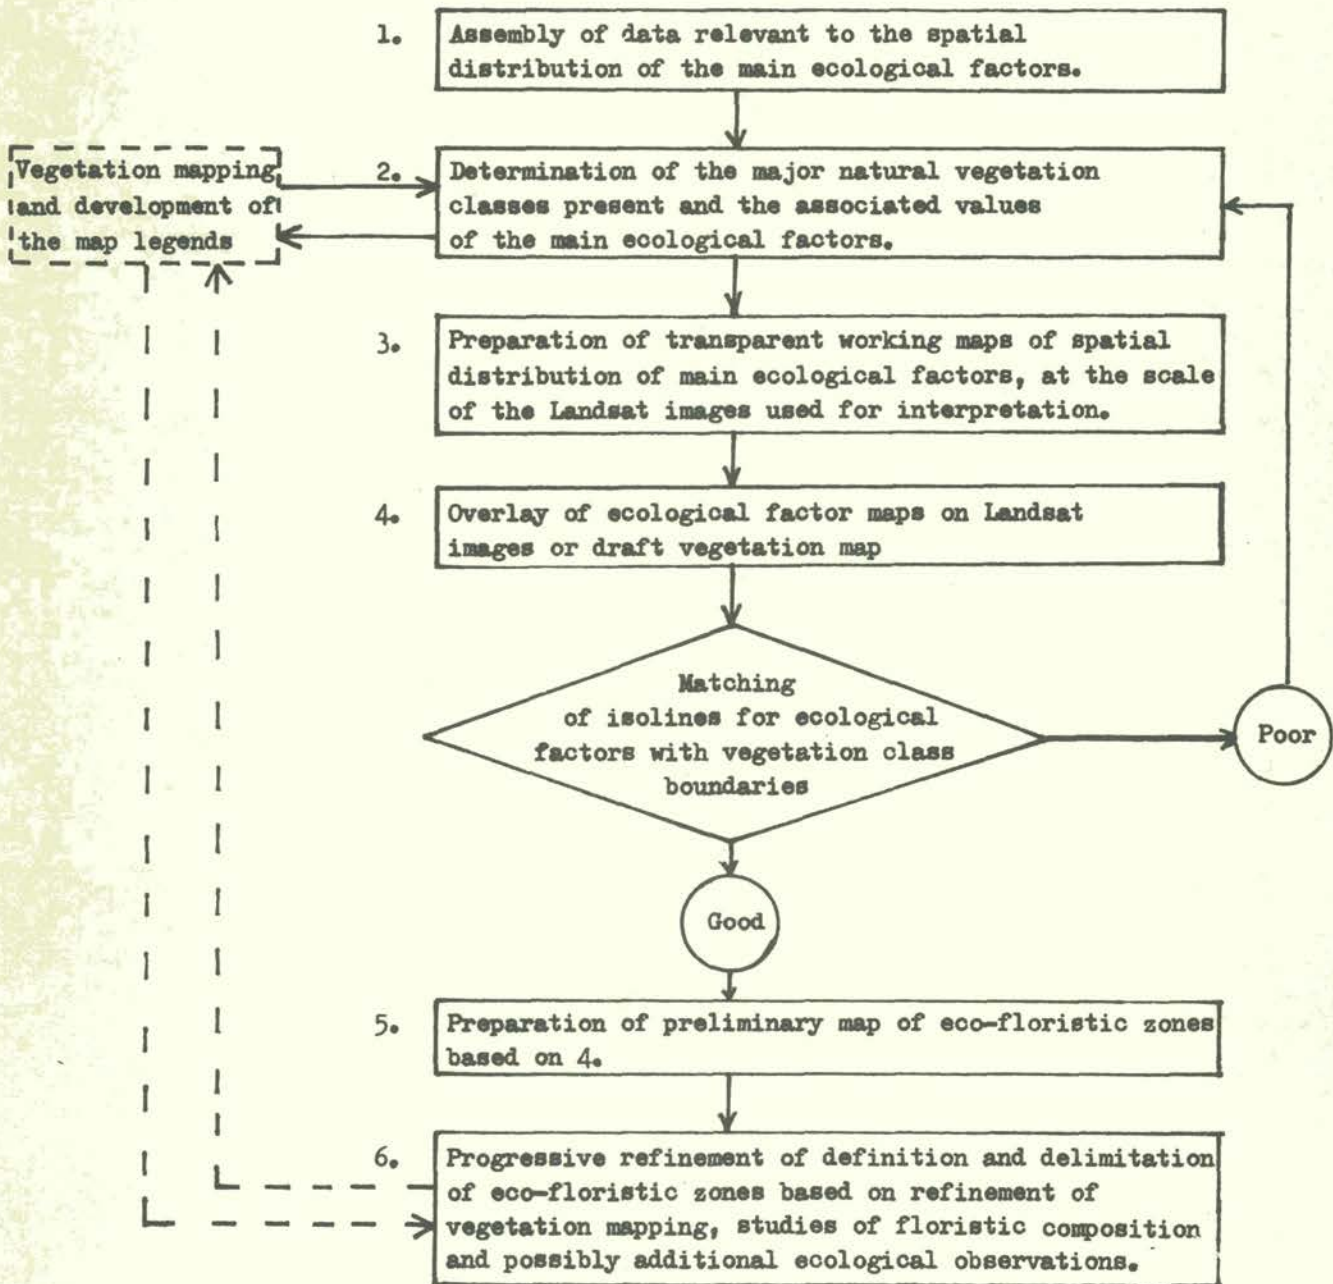 1.
Assembly of data relevant to the spatial
distribution of the main ecological factors.
Vegetation mapping
and development of
the map legends
2.
Determination of the major natural vegetation
classes present and the associated values
of the main ecological factors.
3.
Preparation of transparent working maps of spatial
distribution of main ecological factors, at the scale
of the Landsat images used for interpretation.
4.
Overlay of ecological factor maps on Landsat
images or draft vegetation map
Matching
of isolines for ecological
factors with vegetation class
boundaries
Poor
Good
5.
Preparation of preliminary map of eco-floristic zones
based on 4.
6.
Progressive refinement of definition and delimitation
of eco-floristic zones based on refinement of
vegetation mapping, studies of floristic composition
and possibly additional ecological observations.